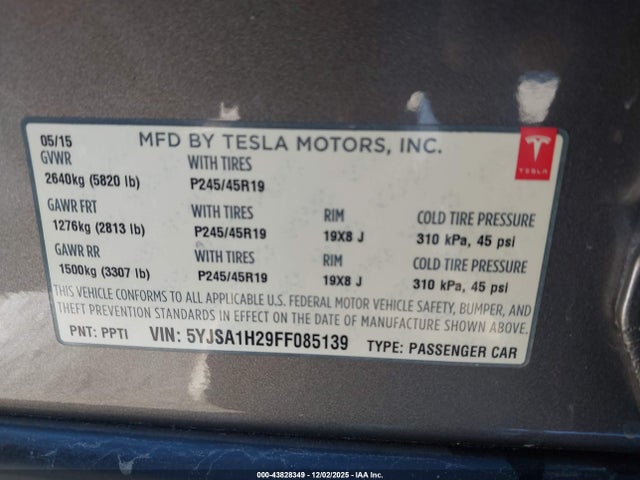 05/15 MFD BY TESLA MOTORS, INC.
GVWR WITH TIRES
2640kg (5820 lb) P245/45R19
TESLA
GAWR FRT WITH TIRES RIM COLD TIRE PRESSURE
1276kg (2813 lb) P245/45R19 19X8 J 310 kPa, 45 psi
GAWR RR WITH TIRES RIM COLD TIRE PRESSURE
1500kg (3307 lb) P245/45R19 19X8 J 310 kPa, 45 psi
THIS VEHICLE CONFORMS TO ALL APPLICABLE U.S. FEDERAL MOTOR VEHICLE SAFETY, BUMPER, AND
THEFT PREVENTION STANDARDS IN EFFECT ON THE DATE OF MANUFACTURE SHOWN ABOVE.
PNT: PPTI VIN: 5YJSA1H29FF085139 TYPE: PASSENGER CAR
000-43828349 - 12/02/2025 - IAA Inc.